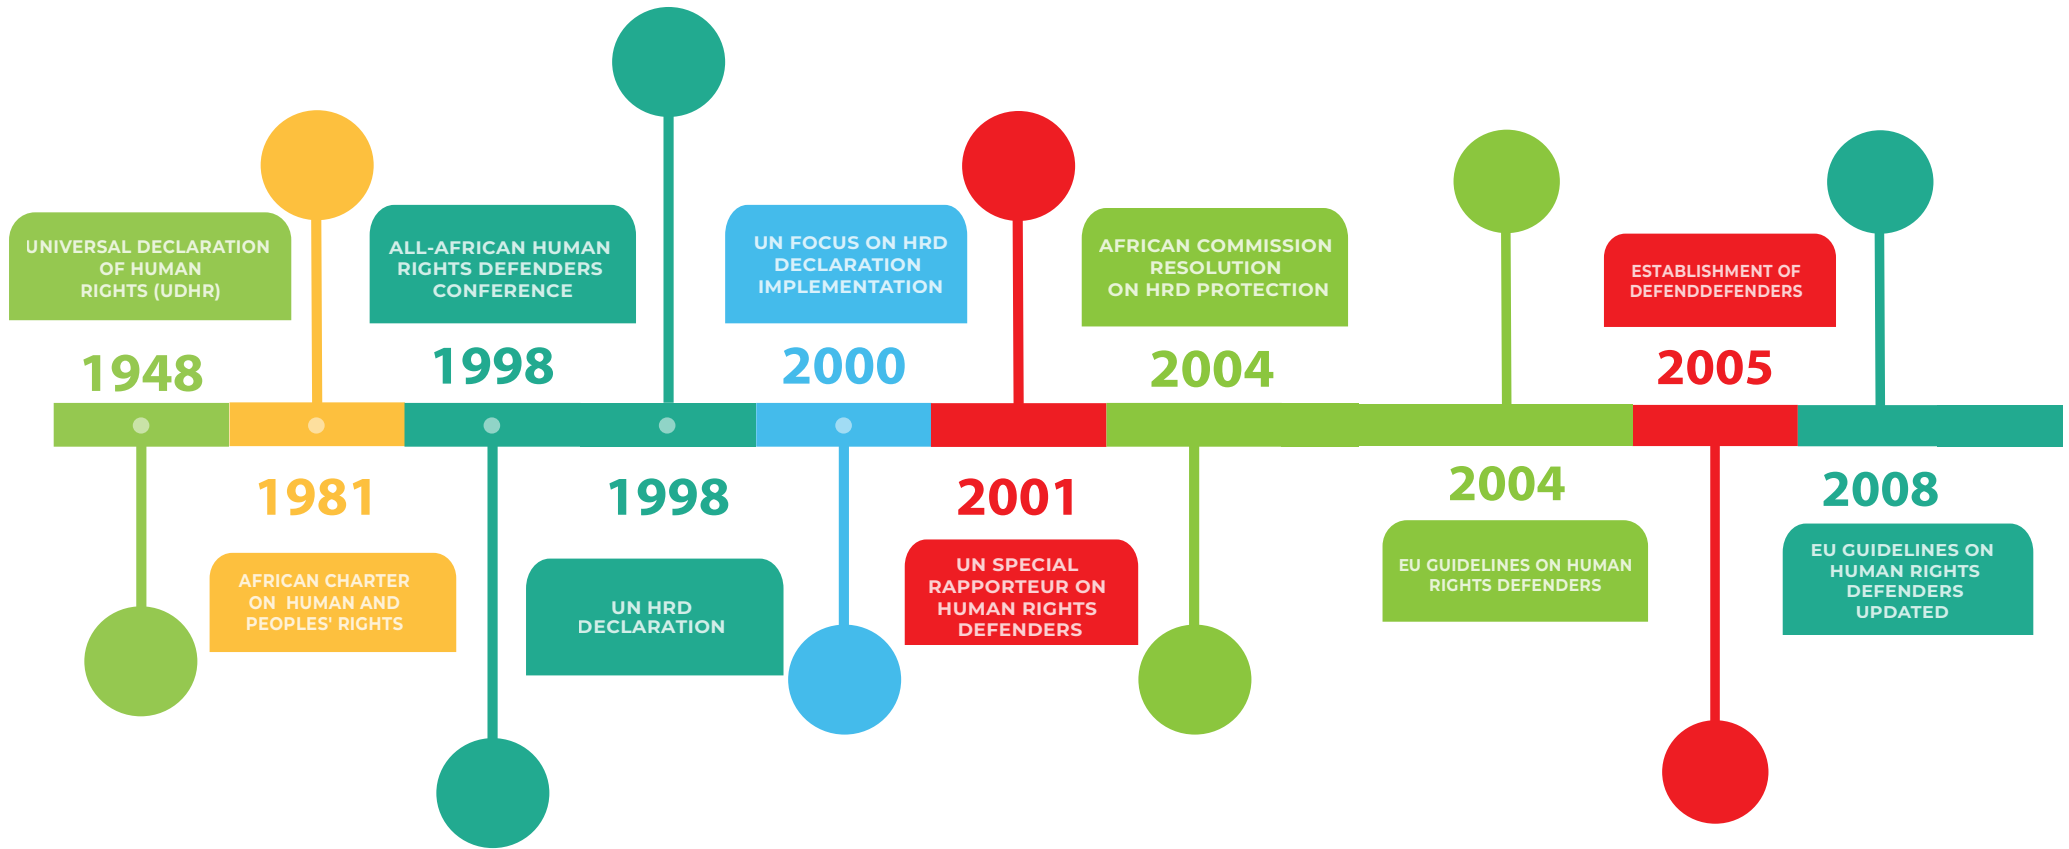 UNIVERSAL DECLARATION
OF HUMAN
RIGHTS (UDHR)
1948
1981
AFRICAN CHARTER
ON HUMAN AND
PEOPLES' RIGHTS
ALL-AFRICAN HUMAN
RIGHTS DEFENDERS
CONFERENCE
1998
1998
UN HRD
DECLARATION
UN FOCUS ON HRD
DECLARATION
IMPLEMENTATION
2000
2001
UN SPECIAL
RAPPORTEUR ON
HUMAN RIGHTS
DEFENDERS
AFRICAN COMMISSION
RESOLUTION
ON HRD PROTECTION
2004
2004
EU GUIDELINES ON HUMAN
RIGHTS DEFENDERS
ESTABLISHMENT OF
DEFENDDEFENDERS
2005
2008
EU GUIDELINES ON
HUMAN RIGHTS
DEFENDERS
UPDATED